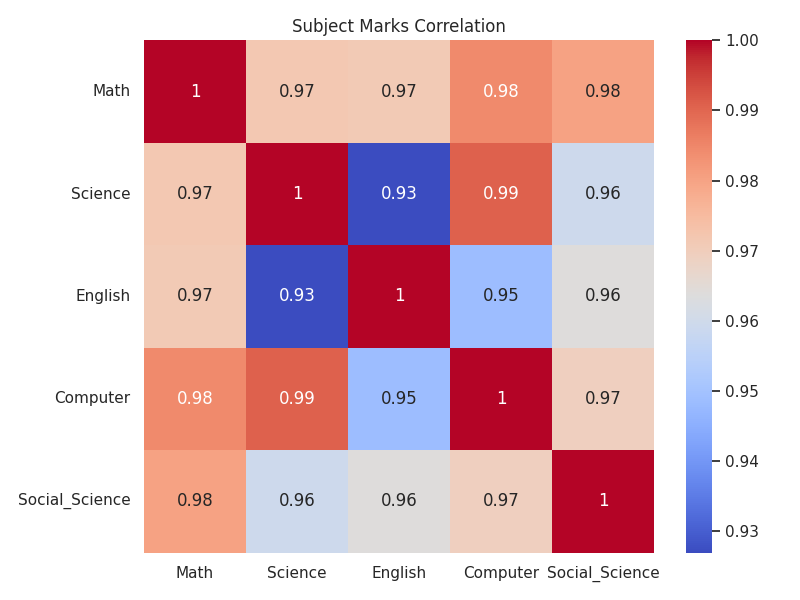 Subject Marks Correlation
Math 1 0.97 0.97 0.98 0.98
Science 0.97 1 0.93 0.99 0.96
English 0.97 0.93 1 0.95 0.96
Computer 0.98 0.99 0.95 1 0.97
Social_Science 0.98 0.96 0.96 0.97 1
Math Science English Computer Social_Science
1.00
0.99
0.98
0.97
0.96
0.95
0.94
0.93